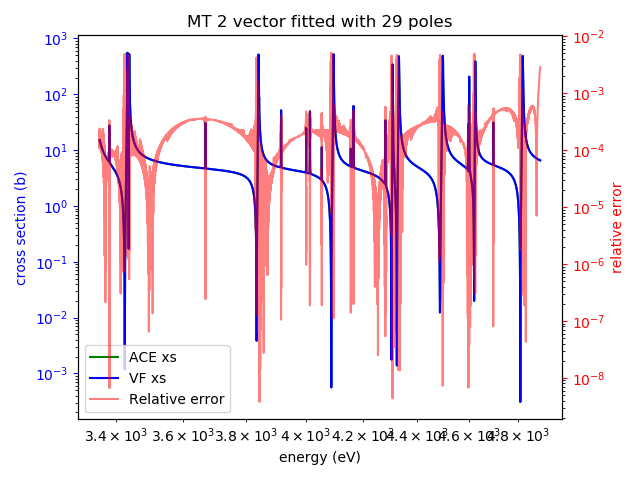 MT 2 vector fitted with 29 poles
10³
10²
10¹
10⁰
10⁻¹
10⁻²
10⁻³
cross section (b)
10⁻²
10⁻³
10⁻⁴
10⁻⁵
10⁻⁶
10⁻⁷
10⁻⁸
relative error
ACE xs
VF xs
Relative error
3.4 × 10³ 3.6 × 10³ 3.8 × 10³ 4 × 10³ 4.2 × 10³ 4.4 × 10³ 4.6 × 10³ 4.8 × 10³
energy (eV)